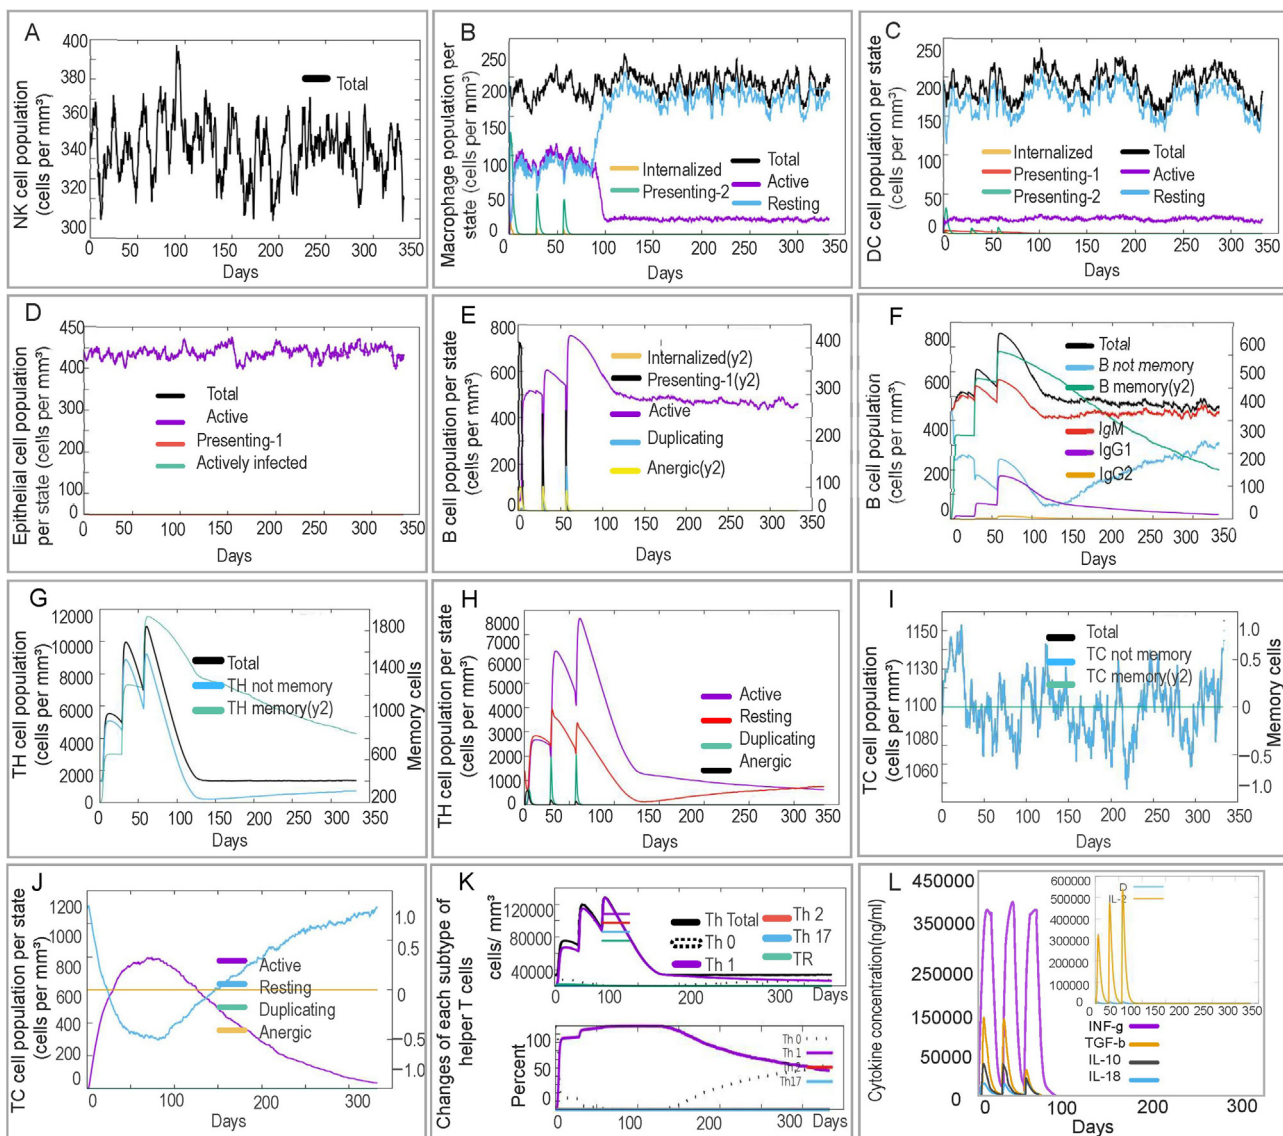 A
NK cell population
(cells per mm³)
400
380
360
340
320
300
Total
0 50 100 150 200 250 300 350
Days
B
Macrophage population per
state (cells per mm³)
250
200
150
100
50
0
Internalized
Presenting-2
Total
Active
Resting
0 50 100 150 200 250 300 350
Days
C
DC cell population per state
(cells per mm³)
250
200
150
100
50
0
Internalized
Presenting-1
Presenting-2
Total
Active
Resting
0 50 100 150 200 250 300 350
Days
D
Epithelial cell population
per state (cells per mm³)
450
400
350
300
250
200
150
100
50
0
Total
Active
Presenting-1
Actively infected
0 50 100 150 200 250 300 350
Days
E
B cell population per state
(cells per mm³)
800
600
400
200
0
Internalized(y2)
Presenting-1(y2)
Active
Duplicating
Anergic(y2)
400
300
200
100
0
0 50 100 150 200 250 300 350
Days
F
B cell population
(cells per mm³)
800
600
400
200
0
Total
B not memory
B memory(y2)
IgM
IgG1
IgG2
600
500
400
300
200
100
0
0 50 100 150 200 250 300 350
Days
G
TH cell population
(cells per mm³)
12000
10000
8000
6000
4000
2000
0
Total
TH not memory
TH memory(y2)
1800
1400
1000
600
200
Memory cells
0 50 100 150 200 250 300 350
Days
H
TH cell population per state
(cells per mm³)
8000
7000
6000
5000
4000
3000
2000
1000
0
Active
Resting
Duplicating
Anergic
0 50 100 150 200 250 300 350
Days
I
TC cell population
(cells per mm³)
1150
1130
1100
1080
1060
Total
TC not memory
TC memory(y2)
1.0
0.5
0
−0.5
−1.0
Memory cells
0 50 100 150 200 250 300 350
Days
J
TC cell population per state
(cells per mm³)
1200
1000
800
600
400
200
0
Active
Resting
Duplicating
Anergic
1.0
0.5
0
−0.5
−1.0
0 50 100 150 200 250 300
Days
K
Changes of each subtype of
helper T cells
cells/ mm³
120000
80000
40000
Th Total
Th 0
Th 1
Th 2
Th 17
TR
0 50 100 150 200 250 300 350
Days
Percent
100
50
0
Th 0
Th 1
Th 2
Th17
0 50 100 150 200 250 300 350
Days
L
Cytokine concentration(ng/ml)
450000
350000
250000
150000
50000
0
600000
500000
400000
300000
200000
100000
0
D
IL-2
0 50 100 150 200 250 300 350
INF-g
TGF-b
IL-10
IL-18
0 100 200 300
Days